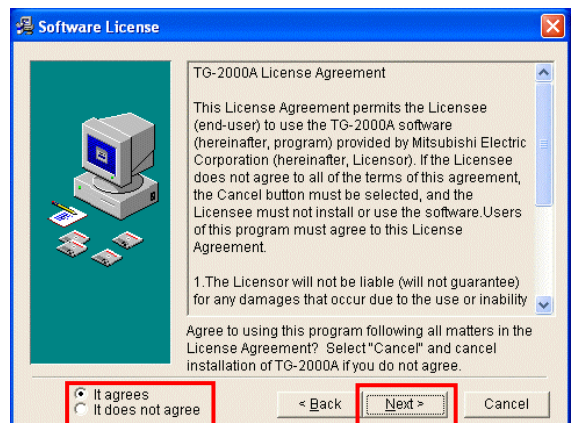 Software License
TG-2000A License Agreement
This License Agreement permits the Licensee
(end-user) to use the TG-2000A software
(hereinafter, program) provided by Mitsubishi Electric
Corporation (hereinafter, Licensor). If the Licensee
does not agree to all of the terms of this agreement,
the Cancel button must be selected, and the
Licensee must not install or use the software.Users
of this program must agree to this License
Agreement.
1.The Licensor will not be liable (will not guarantee)
for any damages that occur due to the use or inability
Agree to using this program following all matters in the
License Agreement? Select "Cancel" and cancel
installation of TG-2000A if you do not agree.
It agrees
It does not agree
< Back
Next >
Cancel